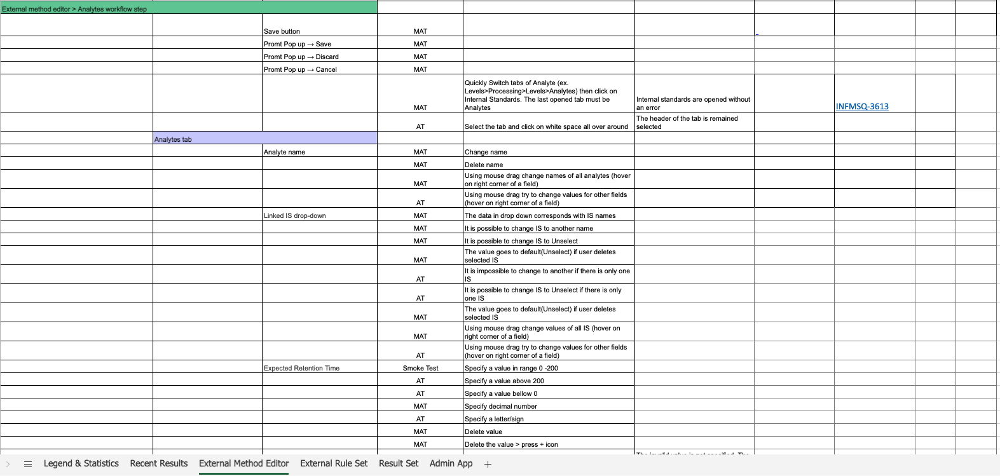 External method editor > Analytes workflow step
Save button MAT
Promt Pop up → Save MAT
Promt Pop up → Discard MAT
Promt Pop up → Cancel MAT
Quickly Switch tabs of Analyte (ex.
Levels>Processing>Levels>Analytes) then click on
Internal Standards. The last opened tab must be
Analytes
MAT
Internal standards are opened without
an error
INFMSQ-3613
AT Select the tab and click on white space all over around
The header of the tab is remained
selected
Analytes tab
Analyte name MAT Change name
MAT Delete name
MAT
Using mouse drag change names of all analytes (hover
on right corner of a field)
AT
Using mouse drag try to change values for other fields
(hover on right corner of a field)
Linked IS drop-down MAT The data in drop down corresponds with IS names
MAT It is possible to change IS to another name
MAT It is possible to change IS to Unselect
MAT
The value goes to default(Unselect) if user deletes
selected IS
AT
It is impossible to change to another if there is only one
IS
AT
It is possible to change IS to Unselect if there is only
one IS
MAT
The value goes to default(Unselect) if user deletes
selected IS
MAT
Using mouse drag change values of all IS (hover on
right corner of a field)
AT
Using mouse drag try to change values for other fields
(hover on right corner of a field)
Expected Retention Time Smoke Test Specify a value in range 0 -200
AT Specify a value above 200
AT Specify a value bellow 0
MAT Specify decimal number
AT Specify a letter/sign
MAT Delete value
MAT Delete the value > press + icon
Legend & Statistics Recent Results External Method Editor External Rule Set Result Set Admin App +